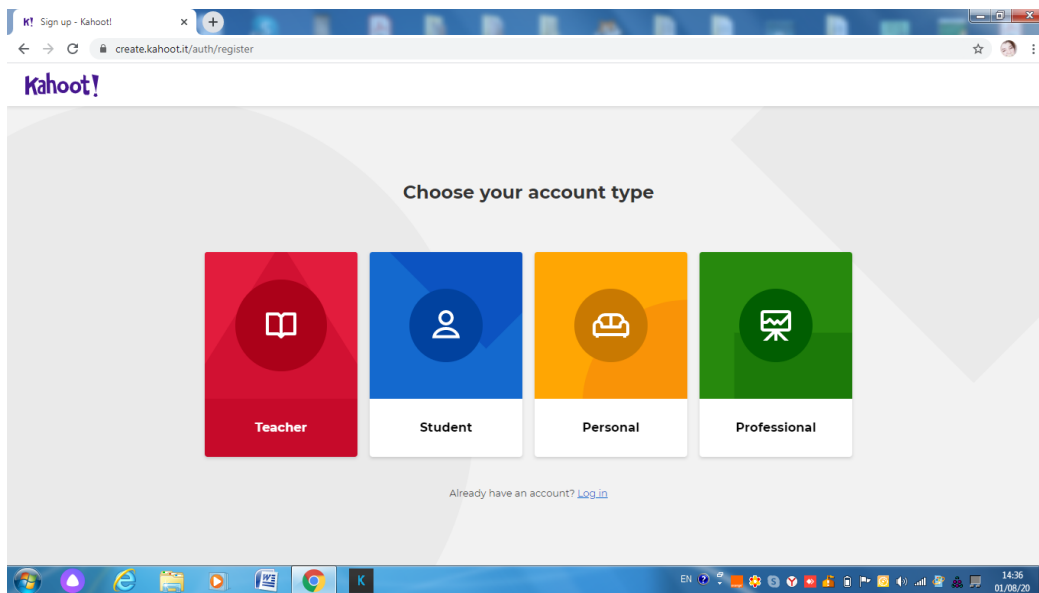 K! Sign up - Kahoot!
create.kahoot.it/auth/register
Kahoot!
Choose your account type
Teacher
Student
Personal
Professional
Already have an account? Log in
K
EN
14:36
01/08/20